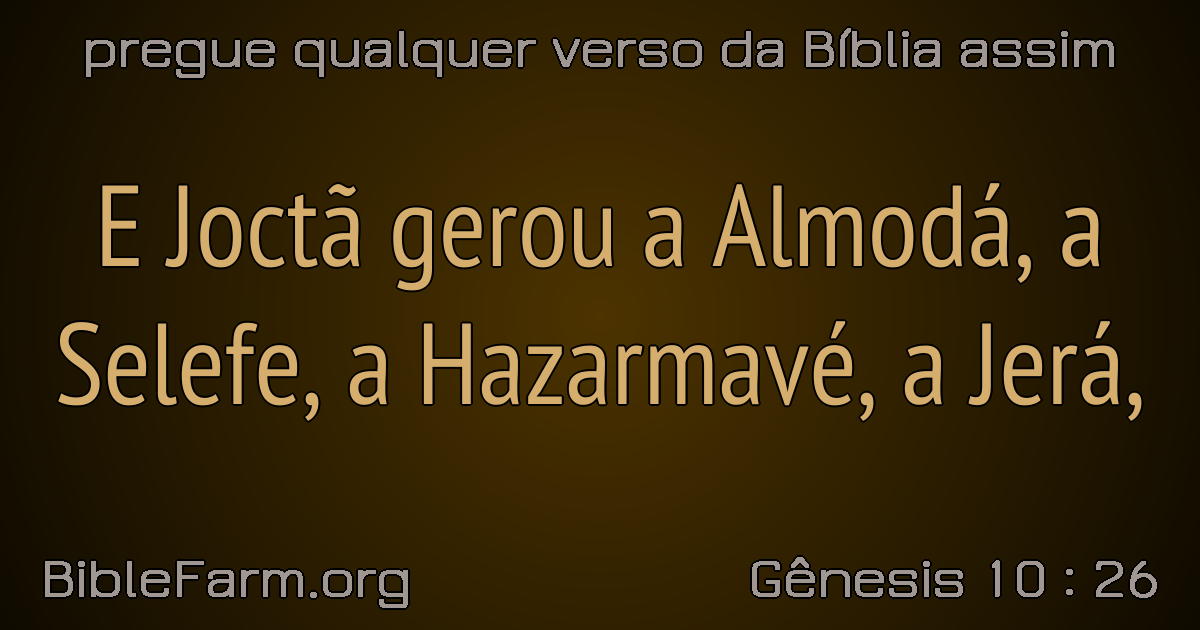 pregue qualquer verso da Bíblia assim
E Joctã gerou a Almodá, a
Selefe, a Hazarmavé, a Jerá,
BibleFarm.org
Gênesis 10 : 26